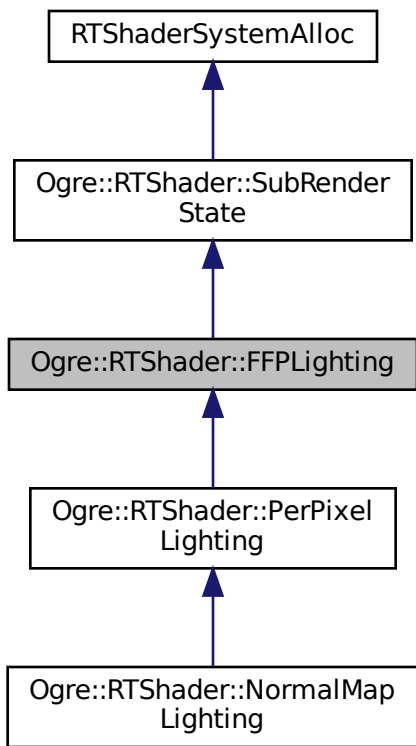 RTShaderSystemAlloc
Ogre::RTShader::SubRender
State
Ogre::RTShader::FFPLighting
Ogre::RTShader::PerPixel
Lighting
Ogre::RTShader::NormalMap
Lighting